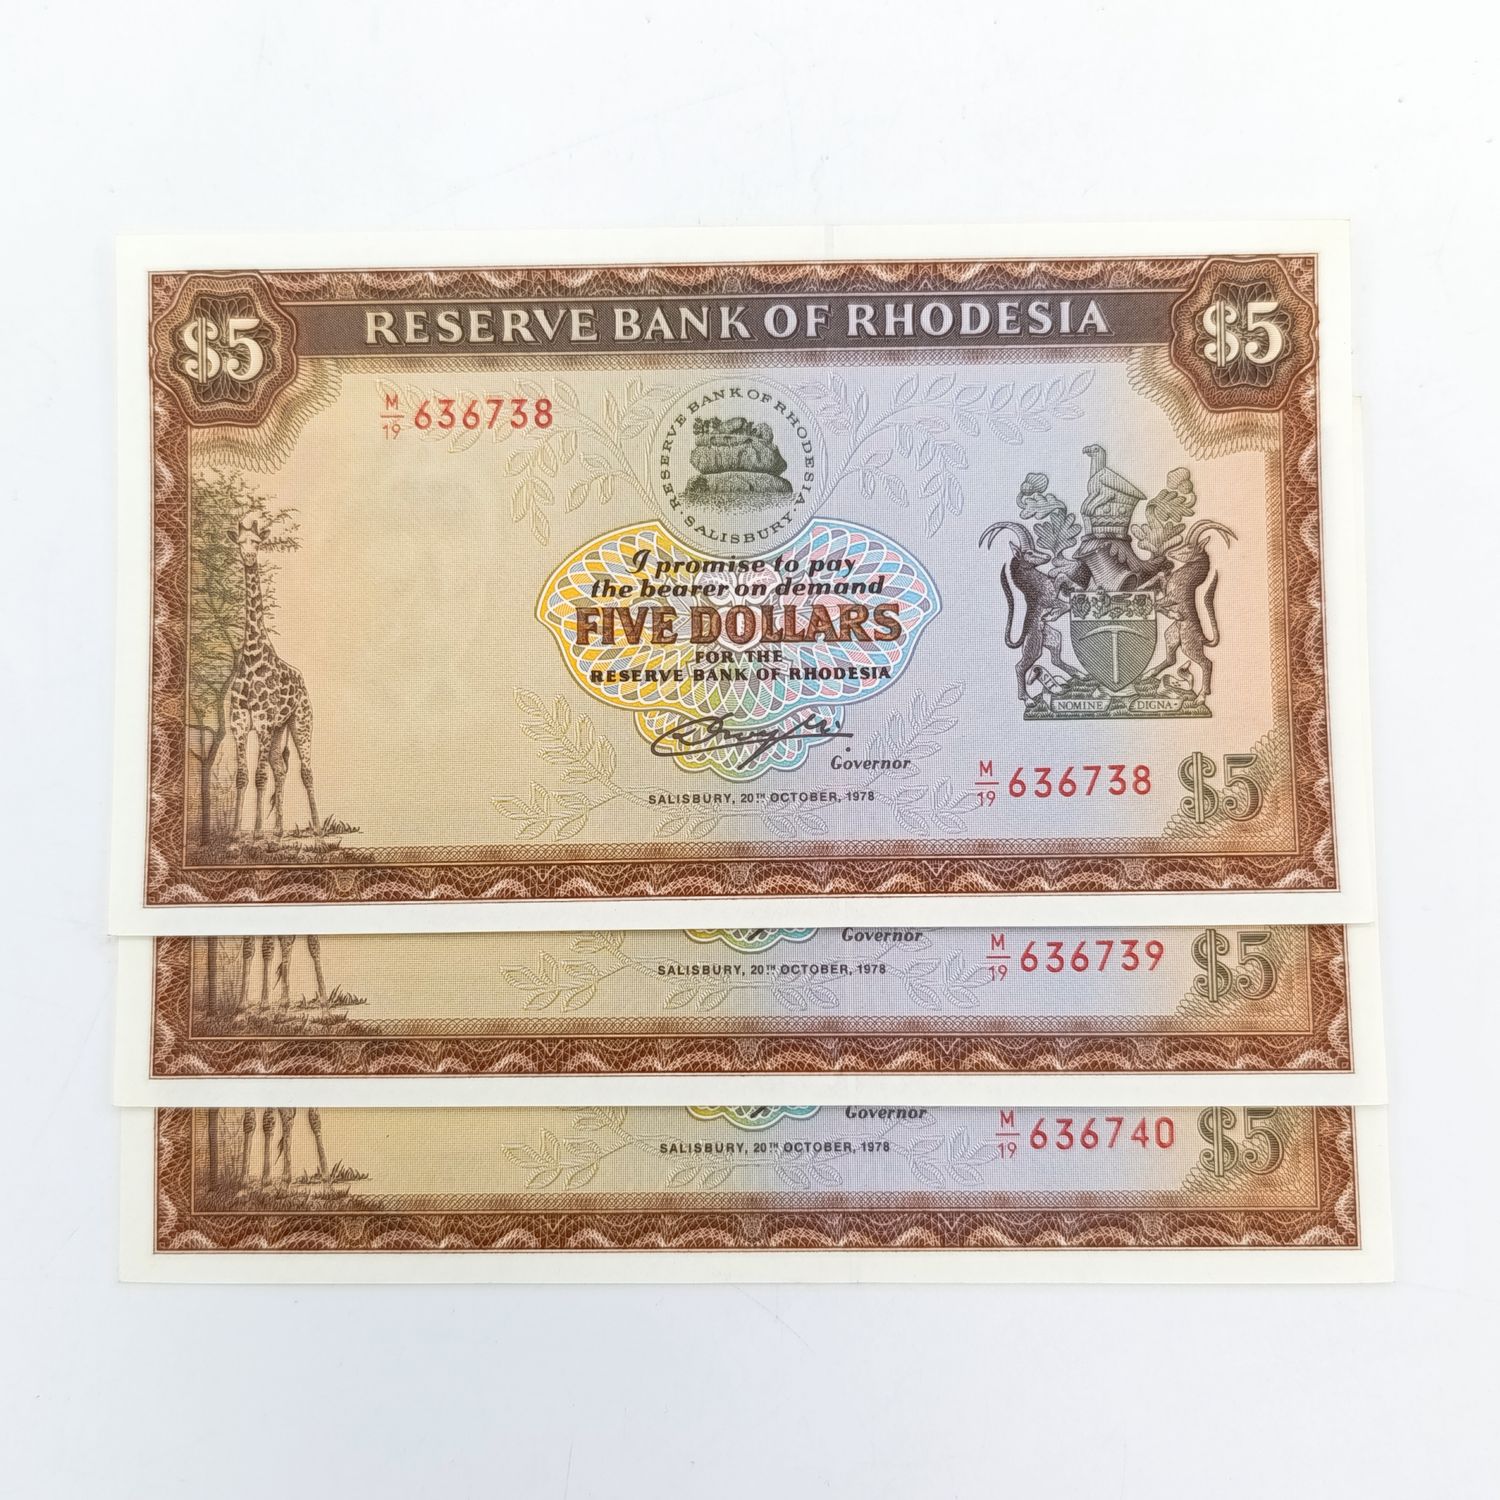 RESERVE BANK OF RHODESIA
$5
$5
M/19 636738
RESERVE BANK OF RHODESIA · SALISBURY ·
I promise to pay
the bearer on demand
FIVE DOLLARS
FOR THE
RESERVE BANK OF RHODESIA
NOMINE DIGNA
Governor
SALISBURY, 20TH OCTOBER, 1978
M/19 636738
$5
Governor
SALISBURY, 20TH OCTOBER, 1978
M/19 636739
$5
Governor
SALISBURY, 20TH OCTOBER, 1978
M/19 636740
$5